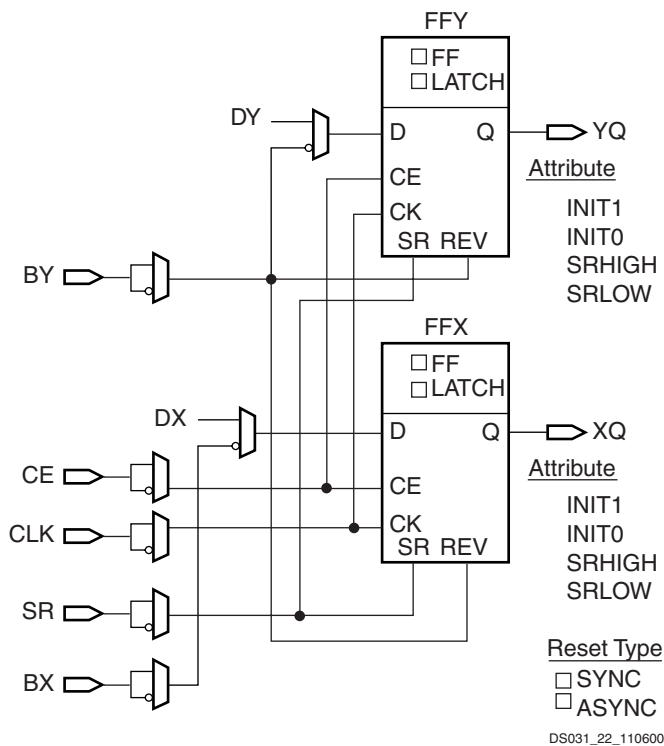 FFY
FF
LATCH
DY
D
Q
YQ
CE
Attribute
CK
INIT1
SR REV
INIT0
BY
SRHIGH
SRLOW
FFX
FF
LATCH
DX
D
Q
XQ
CE
CE
Attribute
CLK
CK
INIT1
SR REV
INIT0
SRHIGH
SR
SRLOW
Reset Type
BX
SYNC
ASYNC
DS031_22_110600